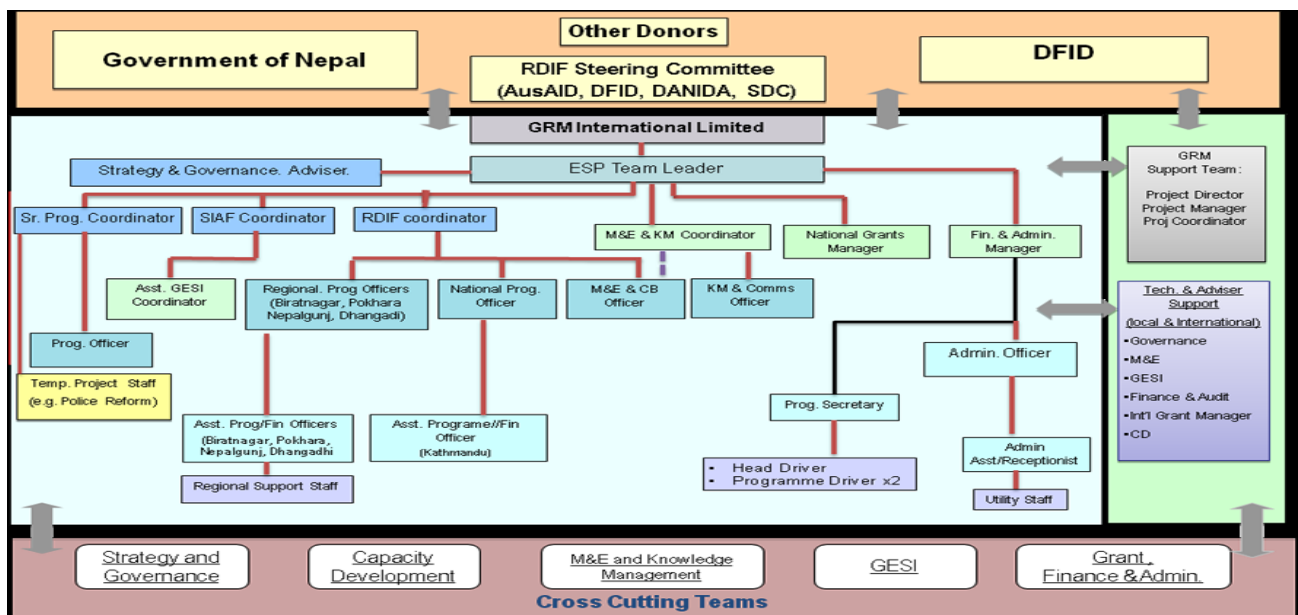 Government of Nepal
Other Donors
DFID
RDIF Steering Committee
(AusAID, DFID, DANIDA, SDC)
GRM International Limited
Strategy & Governance. Adviser.
ESP Team Leader
GRM
Support Team:
Project Director
Project Manager
Proj Coordinator
Sr. Prog. Coordinator
SIAF Coordinator
RDIF coordinator
M&E & KM Coordinator
National Grants
Manager
Fin. & Admin.
Manager
Asst. GESI
Coordinator
Regional. Prog Officers
(Biratnagar, Pokhara
Nepalgunj, Dhangadi)
National Prog.
Officer
M&E & CB
Officer
KM & Comms
Officer
Tech. & Adviser
Support
(local & International)
•Governance
•M&E
•GESI
•Finance & Audit
•Int'l Grant Manager
•CD
Prog. Officer
Admin. Officer
Temp. Project Staff
(e.g. Police Reform)
Prog. Secretary
Asst. Prog/Fin Officers
(Biratnagar, Pokhara,
Nepalgunj, Dhangadhi
Asst. Programe//Fin
Officer
(Kathmandu)
Admin
Asst/Receptionist
• Head Driver
• Programme Driver x2
Regional Support Staff
Utility Staff
Strategy and
Governance
Capacity
Development
M&E and Knowledge
Management
GESI
Grant,
Finance &Admin.
Cross Cutting Teams